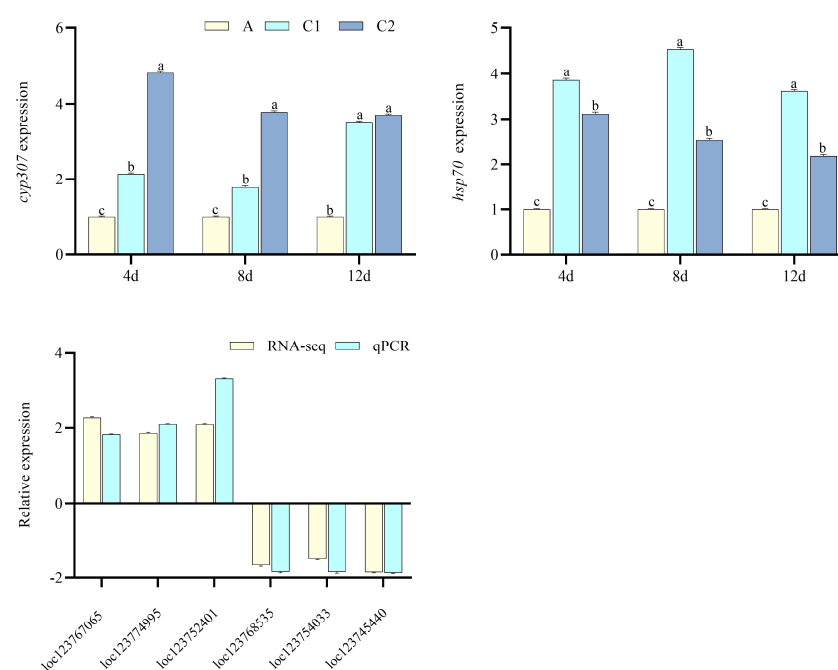 A C1 C2
cyp307 expression
6
4
2
0
c
b
a
c
b
a
b
a
a
4d 8d 12d
hsp70 expression
5
4
3
2
1
0
c
a
b
c
a
b
c
a
b
4d 8d 12d
RNA-seq qPCR
Relative expression
4
2
0
-2
loc123767065
loc123774995
loc123752401
loc123768535
loc123754033
loc123745440